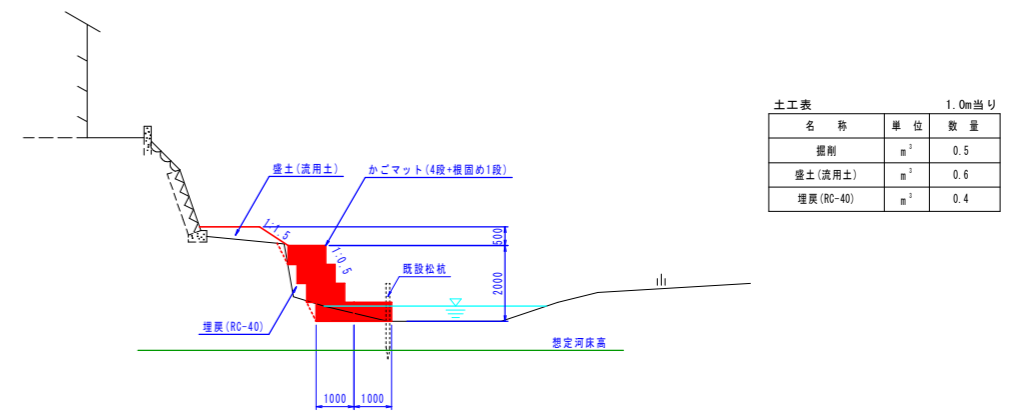 土工表 1.0m当り
名 称 単 位 数 量
掘削 m³ 0.5
盛土(流用土) m³ 0.6
埋戻(RC-40) m³ 0.4
盛土(流用土)
かごマット(4段+根固め1段)
1:1.5
500
1:0.5
既設松杭
2000
埋戻(RC-40)
想定河床高
1000 1000